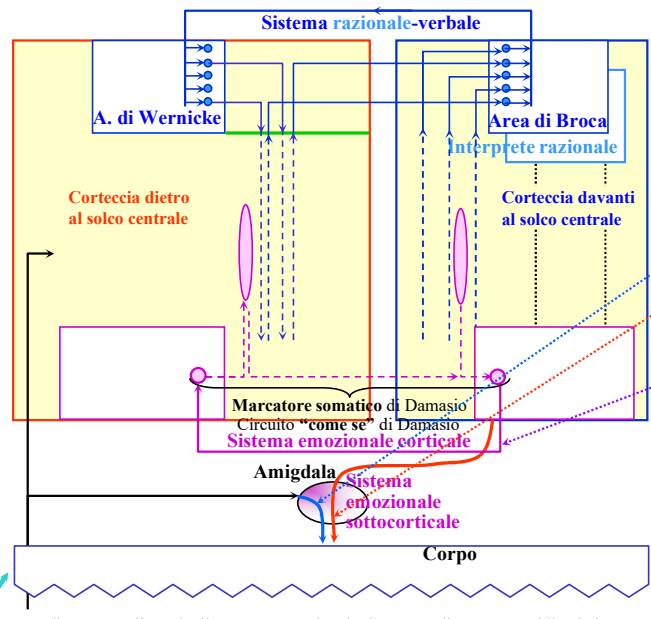 Sistema razionale-verbale
A. di Wernicke
Area di Broca
Interprete razionale
Corteccia dietro
al solco centrale
Corteccia davanti
al solco centrale
Marcatore somatico di Damasio
Circuito “come se” di Damasio
Sistema emozionale corticale
Amigdala
Sistema
emozionale
sottocorticale
Corpo